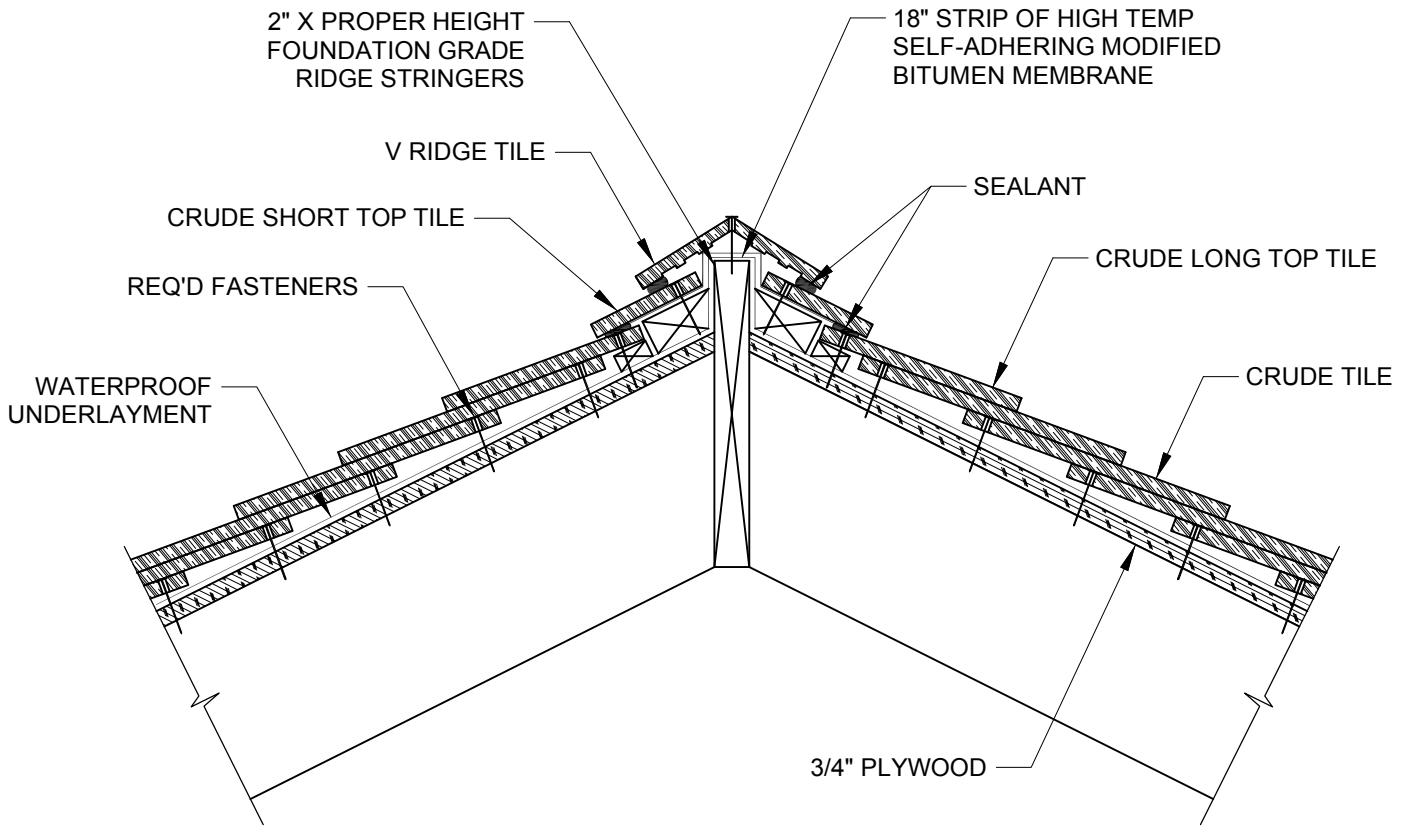 2" X PROPER HEIGHT
FOUNDATION GRADE
RIDGE STRINGERS
18" STRIP OF HIGH TEMP
SELF-ADHERING MODIFIED
BITUMEN MEMBRANE
V RIDGE TILE
SEALANT
CRUDE SHORT TOP TILE
CRUDE LONG TOP TILE
REQ'D FASTENERS
CRUDE TILE
WATERPROOF
UNDERLAYMENT
3/4" PLYWOOD